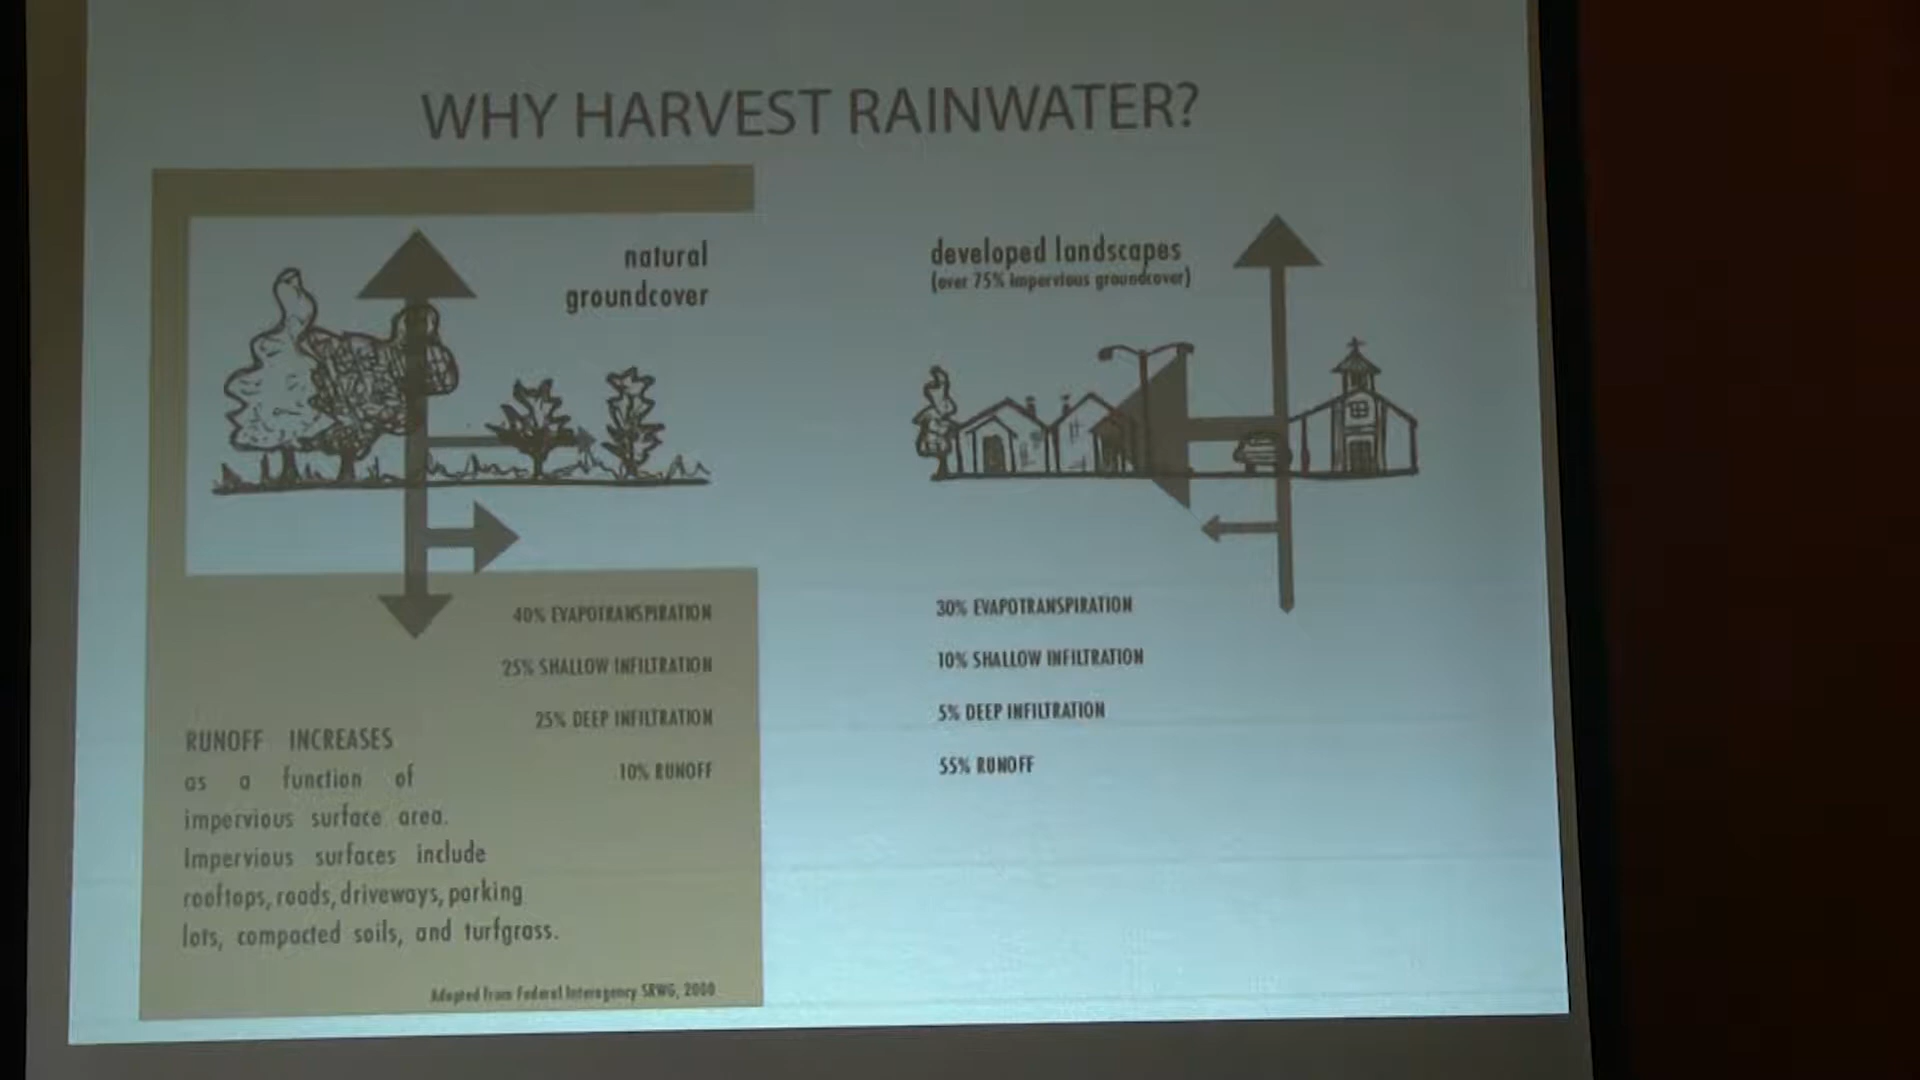 WHY HARVEST RAINWATER?
natural
groundcover
40% EVAPOTRANSPIRATION
25% SHALLOW INFILTRATION
25% DEEP INFILTRATION
10% RUNOFF
RUNOFF INCREASES
as a function of
impervious surface area.
Impervious surfaces include
rooftops, roads, driveways, parking
lots, compacted soils, and turfgrass.
Adapted from Federal Interagency SRWG, 2000
developed landscapes
(over 75% impervious groundcover)
30% EVAPOTRANSPIRATION
10% SHALLOW INFILTRATION
5% DEEP INFILTRATION
55% RUNOFF